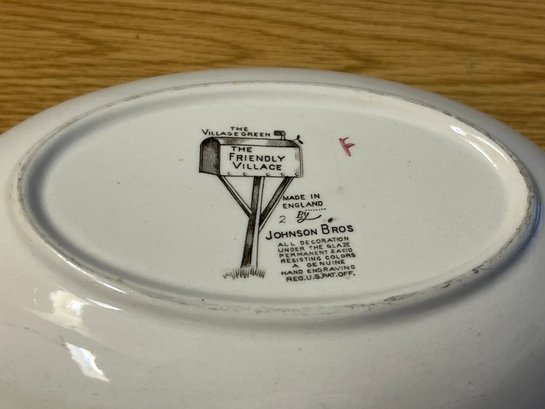 THE
VILLAGE GREEN
THE
FRIENDLY
VILLAGE
MADE IN
ENGLAND
2 By
JOHNSON BROS
ALL DECORATION
UNDER THE GLAZE
PERMANENT & ACID
RESISTING COLORS
A GENUINE
HAND ENGRAVING
REG. U.S. PAT. OFF.